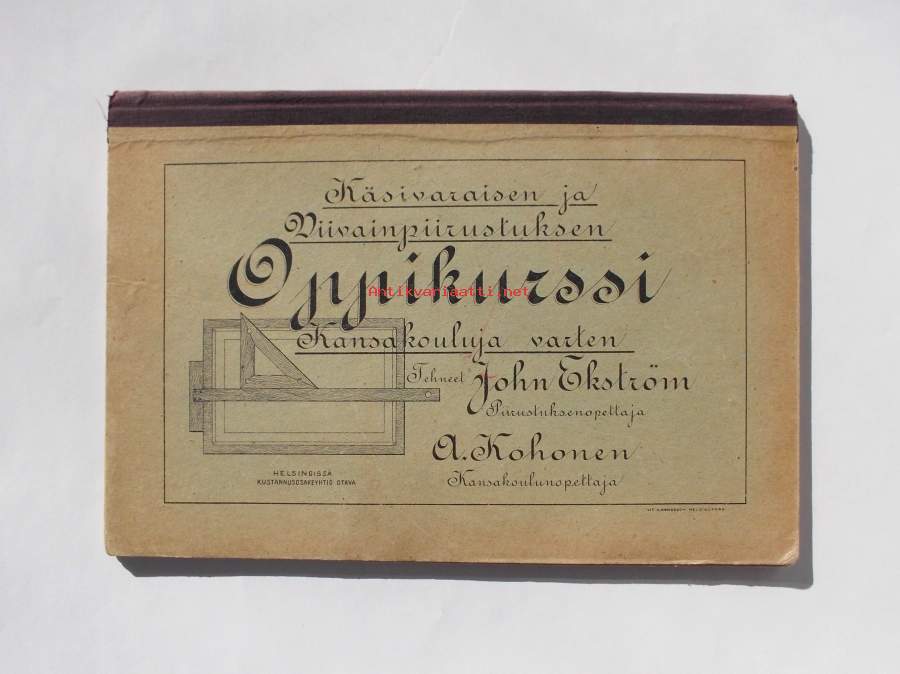 Käsivaraisen ja
Viivainpiirustuksen
Oppikurssi
Antikvariaatti.net
Kansakouluja varten
Tehneet John Ekström
Piirustuksenopettaja
A. Kohonen
Kansakoulunopettaja
HELSINGISSÄ
KUSTANNUSOSAKEYHTIÖ OTAVA